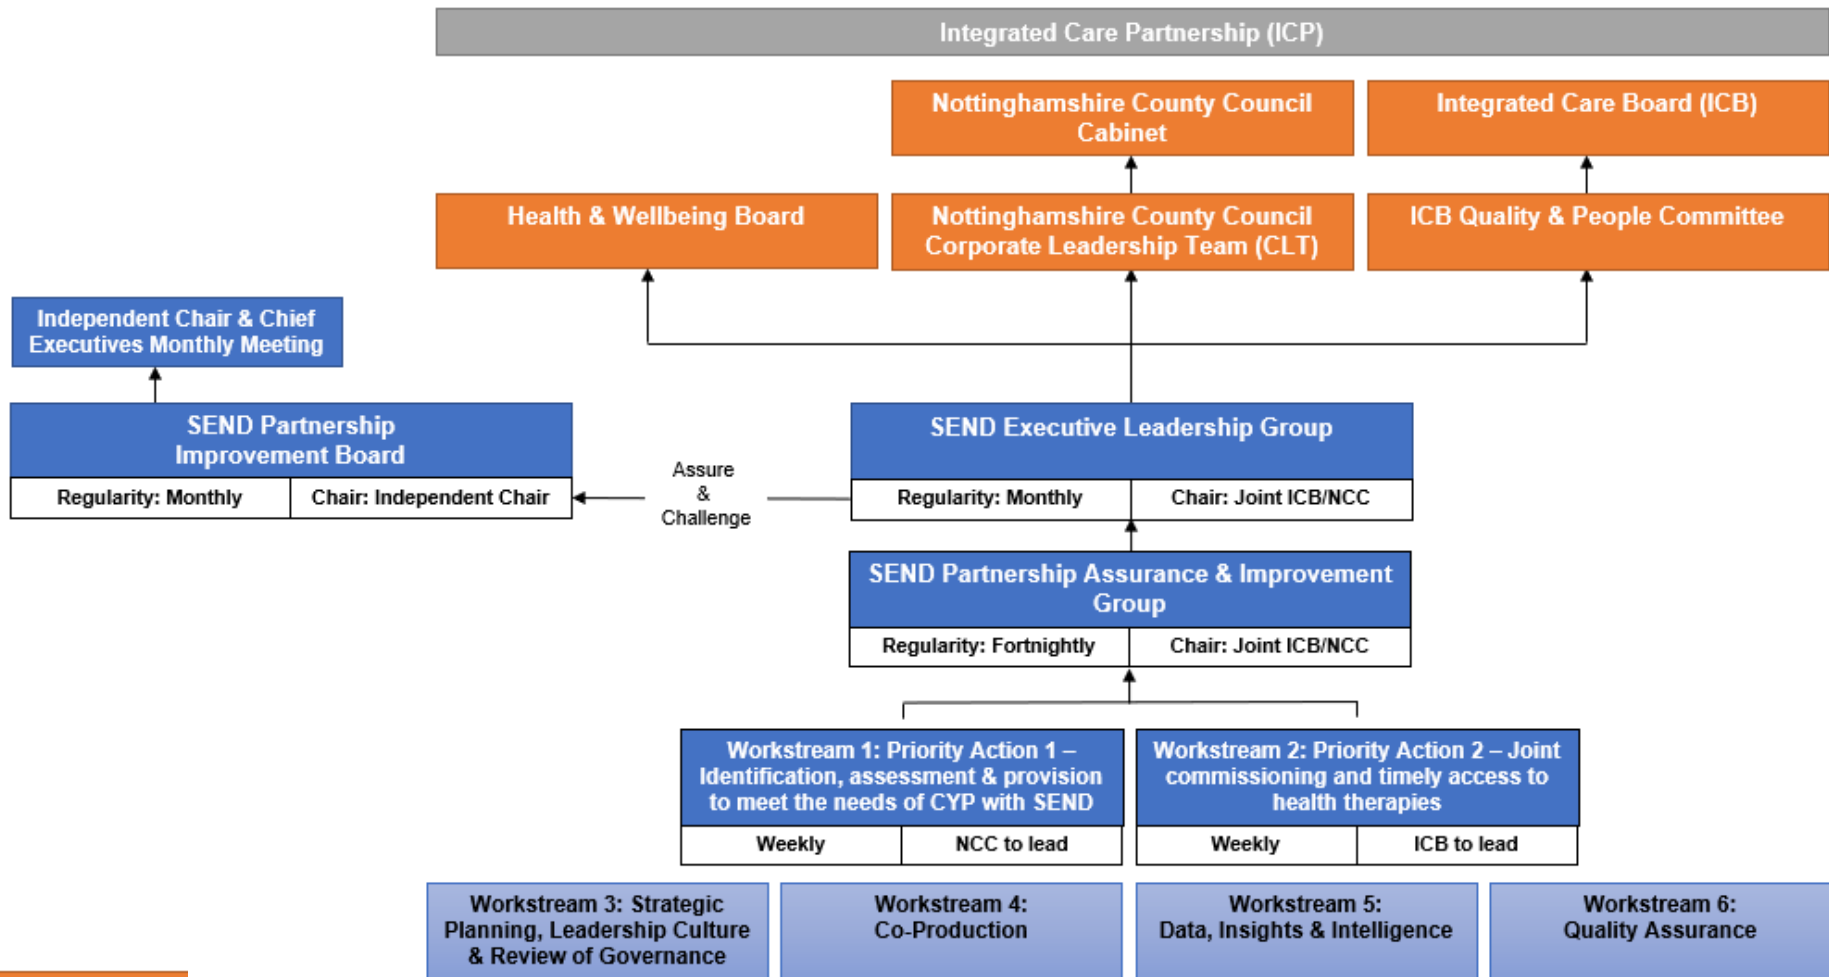 Integrated Care Partnership (ICP)
Nottinghamshire County Council
Cabinet
Integrated Care Board (ICB)
Health & Wellbeing Board
Nottinghamshire County Council
Corporate Leadership Team (CLT)
ICB Quality & People Committee
Independent Chair & Chief
Executives Monthly Meeting
SEND Partnership
Improvement Board
Regularity: Monthly
Chair: Independent Chair
Assure
&
Challenge
SEND Executive Leadership Group
Regularity: Monthly
Chair: Joint ICB/NCC
SEND Partnership Assurance & Improvement
Group
Regularity: Fortnightly
Chair: Joint ICB/NCC
Workstream 1: Priority Action 1 –
Identification, assessment & provision
to meet the needs of CYP with SEND
Weekly
NCC to lead
Workstream 2: Priority Action 2 – Joint
commissioning and timely access to
health therapies
Weekly
ICB to lead
Workstream 3: Strategic
Planning, Leadership Culture
& Review of Governance
Workstream 4:
Co-Production
Workstream 5:
Data, Insights & Intelligence
Workstream 6:
Quality Assurance